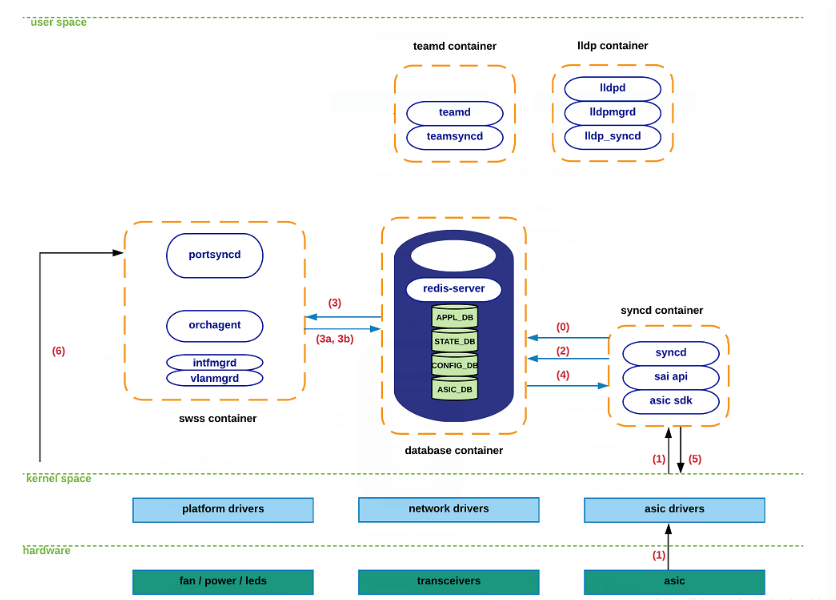 user space
teamd container
lldp container
teamd
teamsyncd
lldpd
lldpmgrd
lldp_syncd
portsyncd
orchagent
intfmgrd
vlanmgrd
swss container
(6)
(3)
(3a, 3b)
redis-server
APPL_DB
STATE_DB
CONFIG_DB
ASIC_DB
database container
(0)
(2)
(4)
syncd container
syncd
sai api
asic sdk
(1)
(5)
kernel space
platform drivers
network drivers
asic drivers
hardware
(1)
fan / power / leds
transceivers
asic